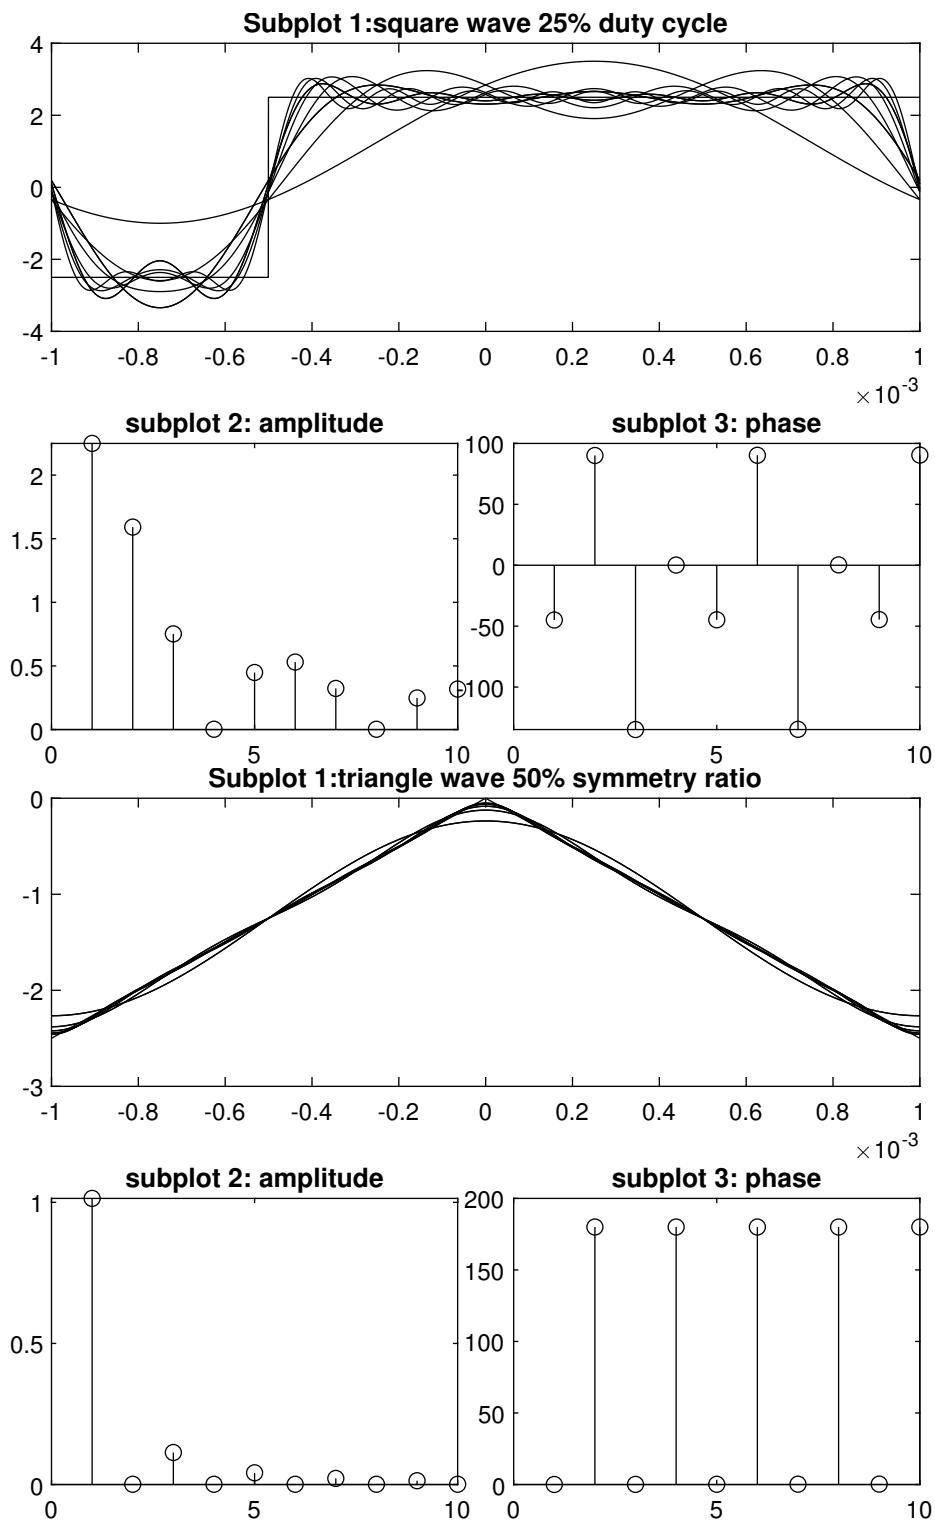 Subplot 1:square wave 25% duty cycle
4
2
0
-2
-4
-1 -0.8 -0.6 -0.4 -0.2 0 0.2 0.4 0.6 0.8 1
×10-3
subplot 2: amplitude
2
1.5
1
0.5
0
0 5 10
subplot 3: phase
100
50
0
-50
-100
0 5 10
Subplot 1:triangle wave 50% symmetry ratio
0
-1
-2
-3
-1 -0.8 -0.6 -0.4 -0.2 0 0.2 0.4 0.6 0.8 1
×10-3
subplot 2: amplitude
1
0.5
0
0 5 10
subplot 3: phase
200
150
100
50
0
0 5 10